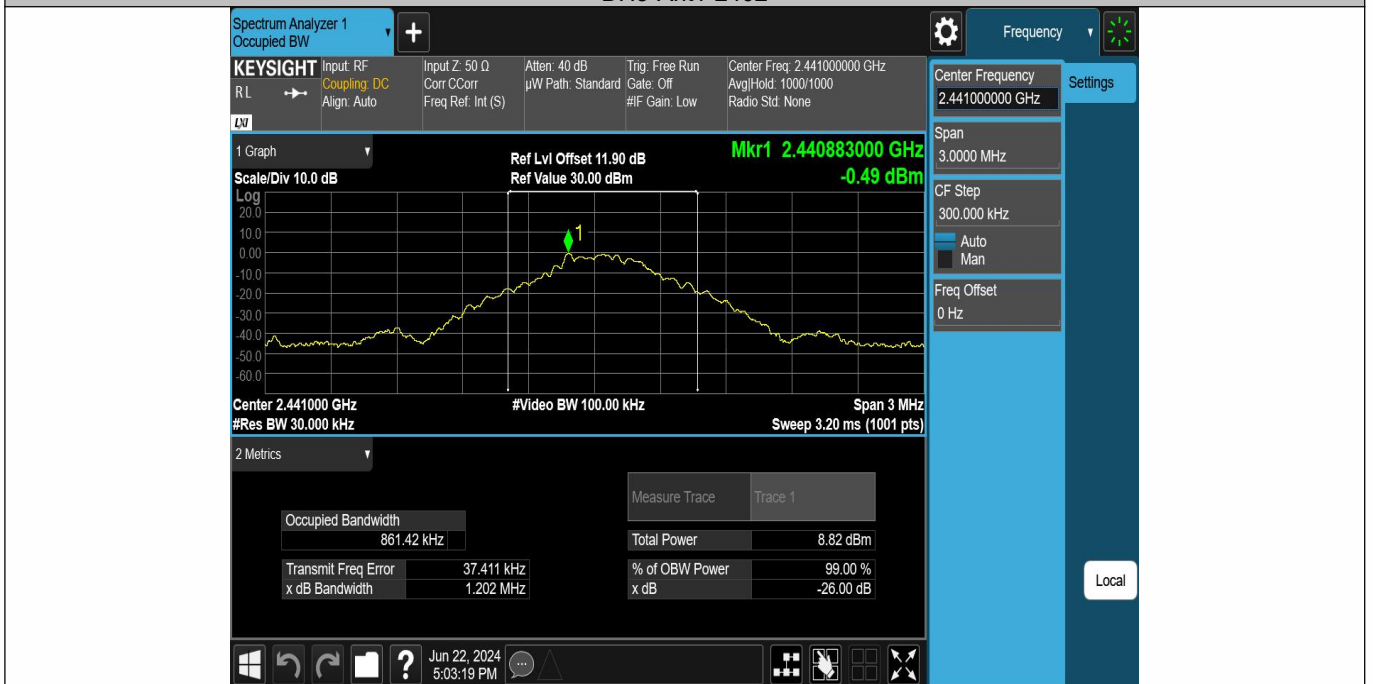 Spectrum Analyzer 1
Occupied BW
+
Frequency
KEYSIGHT
R L
LXI
Input: RF
Coupling: DC
Align: Auto
Input Z: 50 Ω
Corr CCorr
Freq Ref: Int (S)
Atten: 40 dB
µW Path: Standard
Trig: Free Run
Gate: Off
#IF Gain: Low
Center Freq: 2.441000000 GHz
Avg|Hold: 1000/1000
Radio Std: None
Center Frequency
2.441000000 GHz
Settings
Span
3.0000 MHz
CF Step
300.000 kHz
Auto
Man
Freq Offset
0 Hz
Local
1 Graph
Scale/Div 10.0 dB
Ref Lvl Offset 11.90 dB
Ref Value 30.00 dBm
Mkr1 2.440883000 GHz
-0.49 dBm
Log
20.0
10.0
0.00
-10.0
-20.0
-30.0
-40.0
-50.0
-60.0
1
Center 2.441000 GHz
#Video BW 100.00 kHz
Span 3 MHz
#Res BW 30.000 kHz
Sweep 3.20 ms (1001 pts)
2 Metrics
Measure Trace Trace 1
Occupied Bandwidth
861.42 kHz
Total Power 8.82 dBm
Transmit Freq Error 37.411 kHz
% of OBW Power 99.00 %
x dB Bandwidth 1.202 MHz
x dB -26.00 dB
?
Jun 22, 2024
5:03:19 PM